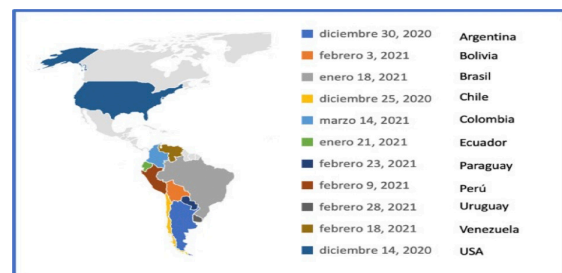 diciembre 30, 2020 Argentina
febrero 3, 2021 Bolivia
enero 18, 2021 Brasil
diciembre 25, 2020 Chile
marzo 14, 2021 Colombia
enero 21, 2021 Ecuador
febrero 23, 2021 Paraguay
febrero 9, 2021 Perú
febrero 28, 2021 Uruguay
febrero 18, 2021 Venezuela
diciembre 14, 2020 USA